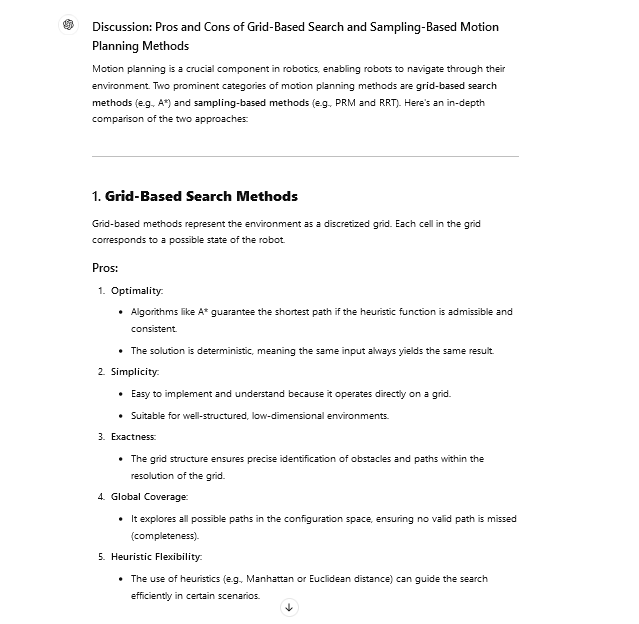 Discussion: Pros and Cons of Grid-Based Search and Sampling-Based Motion
Planning Methods
Motion planning is a crucial component in robotics, enabling robots to navigate through their
environment. Two prominent categories of motion planning methods are grid-based search
methods (e.g., A*) and sampling-based methods (e.g., PRM and RRT). Here's an in-depth
comparison of the two approaches:
1. Grid-Based Search Methods
Grid-based methods represent the environment as a discretized grid. Each cell in the grid
corresponds to a possible state of the robot.
Pros:
1. Optimality:
• Algorithms like A* guarantee the shortest path if the heuristic function is admissible and
consistent.
• The solution is deterministic, meaning the same input always yields the same result.
2. Simplicity:
• Easy to implement and understand because it operates directly on a grid.
• Suitable for well-structured, low-dimensional environments.
3. Exactness:
• The grid structure ensures precise identification of obstacles and paths within the
resolution of the grid.
4. Global Coverage:
• It explores all possible paths in the configuration space, ensuring no valid path is missed
(completeness).
5. Heuristic Flexibility:
• The use of heuristics (e.g., Manhattan or Euclidean distance) can guide the search
efficiently in certain scenarios.